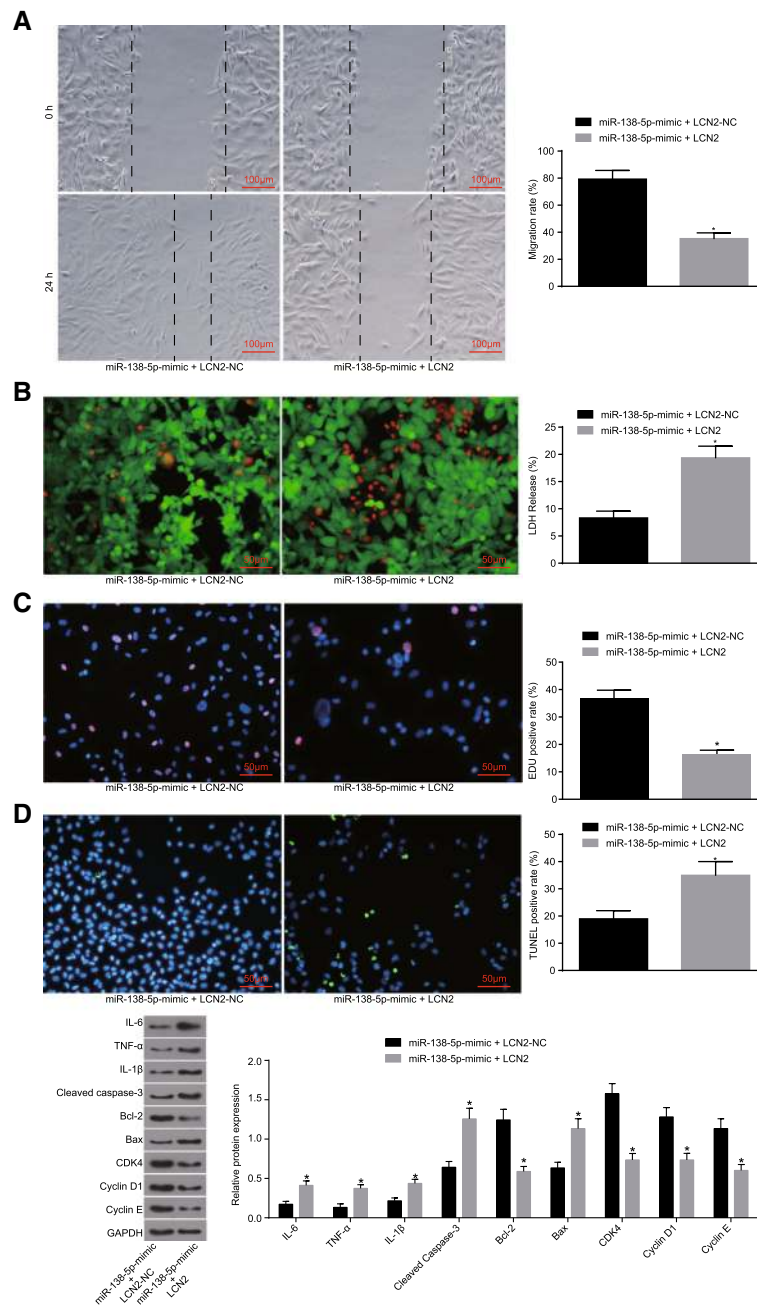 A
0 h
100μm
100μm
24 h
100μm
100μm
miR-138-5p-mimic + LCN2-NC
miR-138-5p-mimic + LCN2
miR-138-5p-mimic + LCN2-NC
miR-138-5p-mimic + LCN2
Migration rate (%)
100
80
60
40
20
0
*
B
50μm
50μm
miR-138-5p-mimic + LCN2-NC
miR-138-5p-mimic + LCN2
miR-138-5p-mimic + LCN2-NC
miR-138-5p-mimic + LCN2
LDH Release (%)
25
20
15
10
5
0
*
C
50μm
50μm
miR-138-5p-mimic + LCN2-NC
miR-138-5p-mimic + LCN2
miR-138-5p-mimic + LCN2-NC
miR-138-5p-mimic + LCN2
EDU positive rate (%)
50
40
30
20
10
0
*
D
50μm
50μm
miR-138-5p-mimic + LCN2-NC
miR-138-5p-mimic + LCN2
miR-138-5p-mimic + LCN2-NC
miR-138-5p-mimic + LCN2
TUNEL positive rate (%)
50
40
30
20
10
0
*
IL-6
TNF-α
IL-1β
Cleaved caspase-3
Bcl-2
Bax
CDK4
Cyclin D1
Cyclin E
GAPDH
miR-138-5p-mimic
+
LCN2-NC
miR-138-5p-mimic
+
LCN2
miR-138-5p-mimic + LCN2-NC
miR-138-5p-mimic + LCN2
Relative protein expression
2.0
1.5
1.0
0.5
0.0
* * * * * * * * *
IL-6
TNF-α
IL-1β
Cleaved Caspase-3
Bcl-2
Bax
CDK4
Cyclin D1
Cyclin E